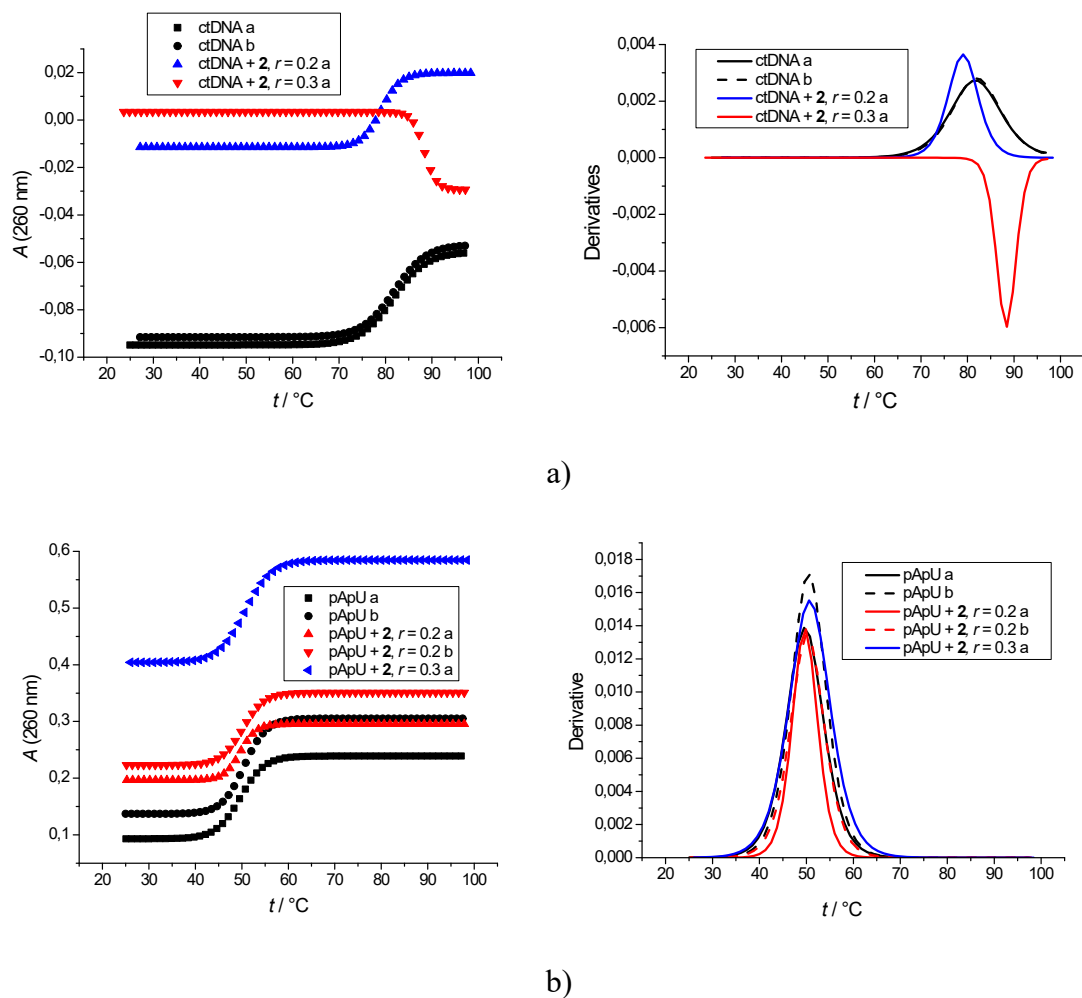 ctDNA a
ctDNA b
ctDNA + 2, r = 0.2 a
ctDNA + 2, r = 0.3 a
0,02
0,00
-0,02
-0,04
-0,06
-0,08
-0,10
A (260 nm)
20 30 40 50 60 70 80 90 100
t / °C
0,004
0,002
0,000
-0,002
-0,004
-0,006
Derivatives
ctDNA a
ctDNA b
ctDNA + 2, r = 0.2 a
ctDNA + 2, r = 0.3 a
20 30 40 50 60 70 80 90 100
t / °C
a)
0,6
0,5
0,4
0,3
0,2
0,1
A (260 nm)
pApU a
pApU b
pApU + 2, r = 0.2 a
pApU + 2, r = 0.2 b
pApU + 2, r = 0.3 a
20 30 40 50 60 70 80 90 100
t / °C
0,018
0,016
0,014
0,012
0,010
0,008
0,006
0,004
0,002
0,000
Derivative
pApU a
pApU b
pApU + 2, r = 0.2 a
pApU + 2, r = 0.2 b
pApU + 2, r = 0.3 a
20 30 40 50 60 70 80 90 100
t / °C
b)